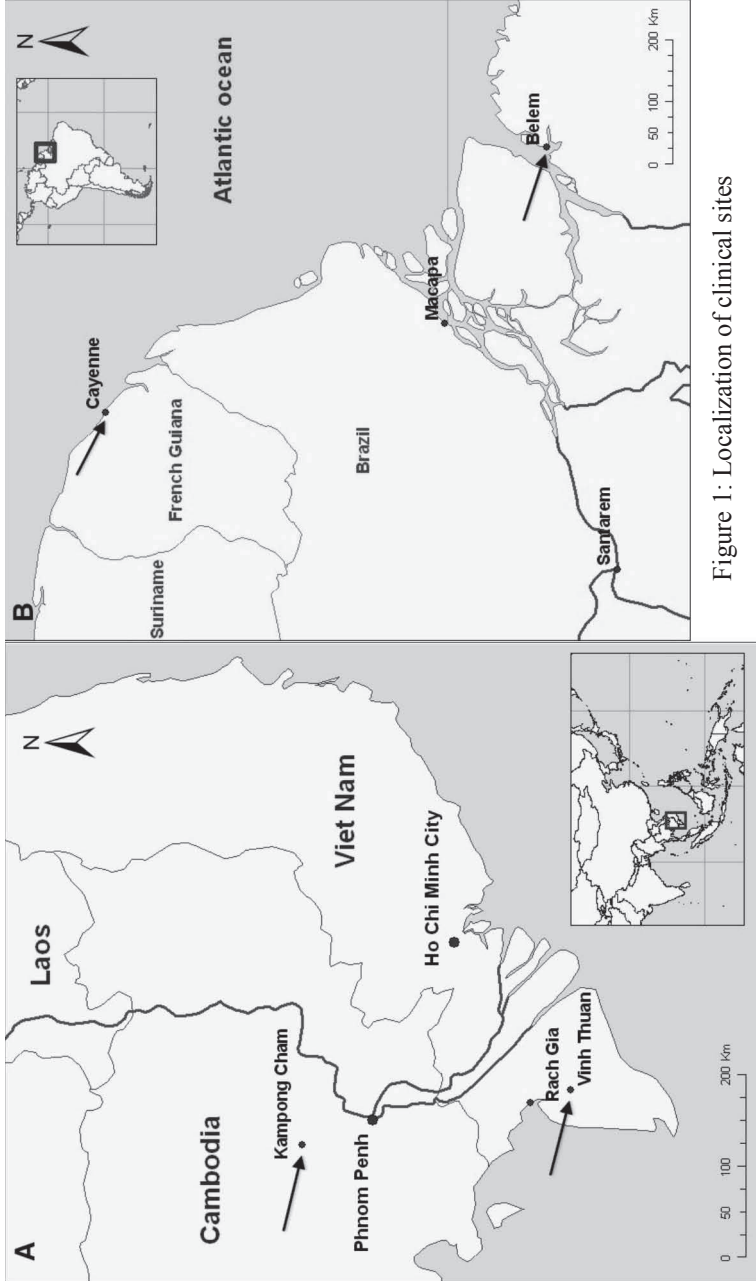 A
N
Laos
Viet Nam
Cambodia
Kampong Cham
Phnom Penh
Ho Chi Minh City
Rach Gia
Vinh Thuan
0 50 100 200 Km
B
N
Atlantic ocean
Cayenne
Suriname
French Guiana
Brazil
Macapa
Belem
Santarem
0 50 100 200 Km
Figure 1: Localization of clinical sites